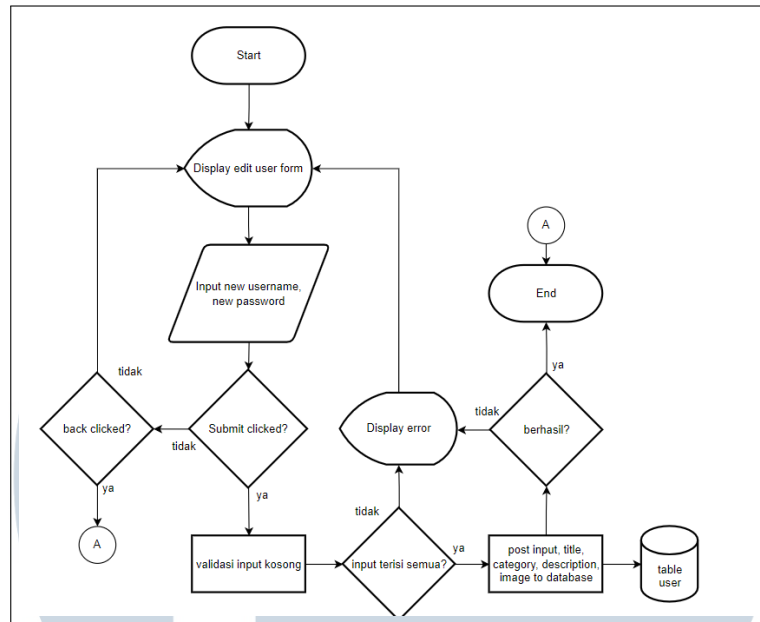 Start
Display edit user form
Input new username,
new password
tidak
back clicked?
tidak
Submit clicked?
ya
A
ya
validasi input kosong
tidak
input terisi semua?
ya
Display error
tidak
berhasil?
ya
End
A
post input, title,
category, description,
image to database
table
user